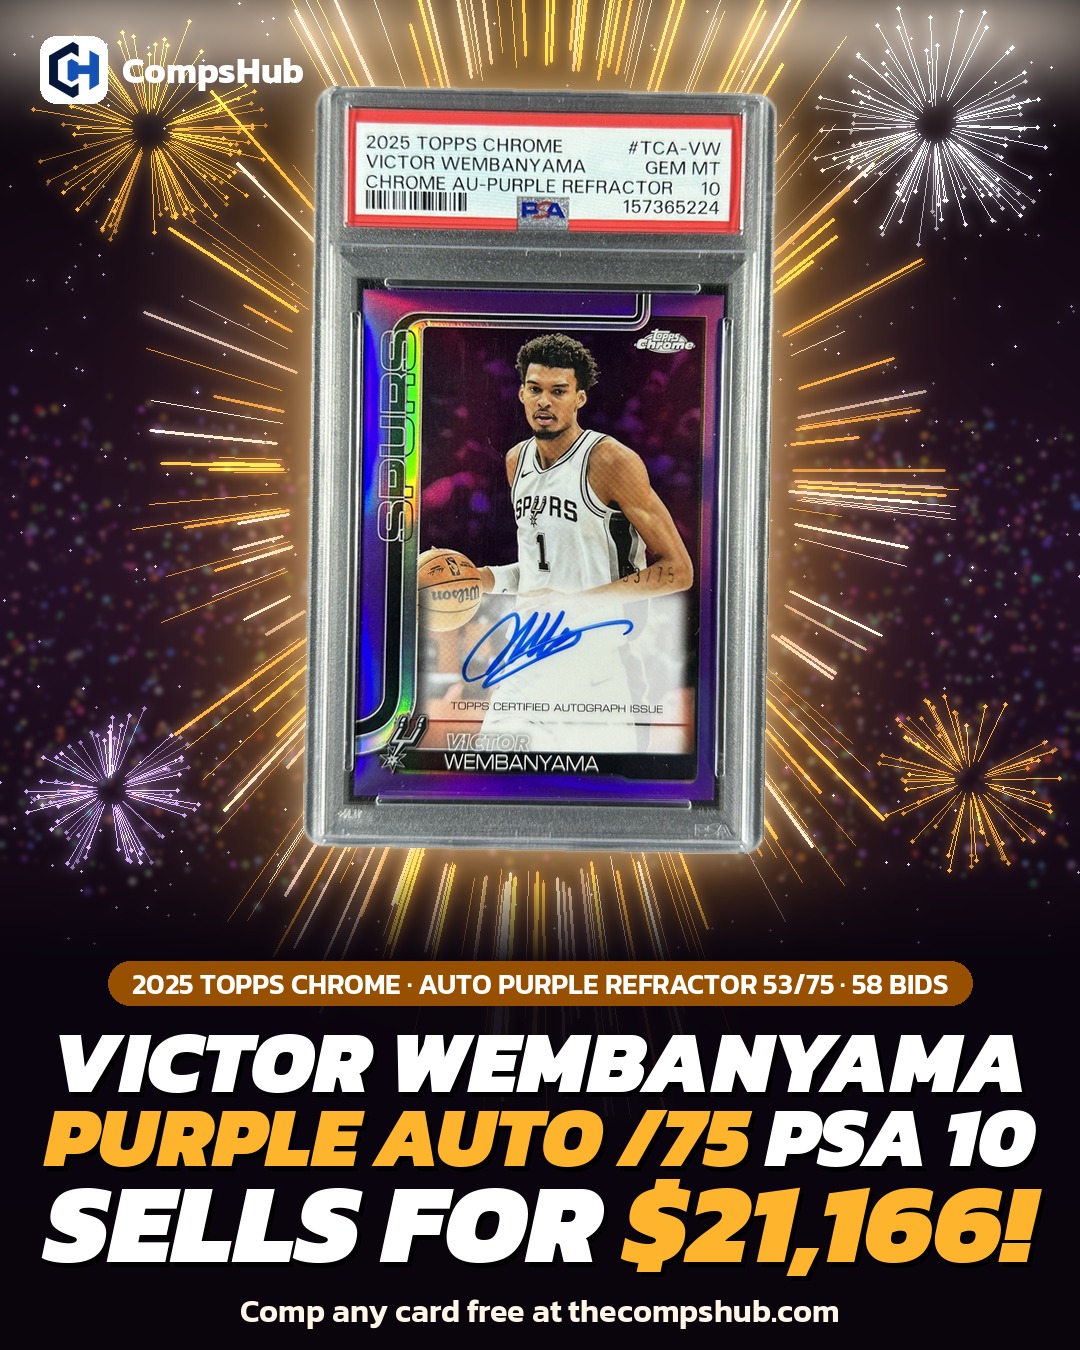 CompsHub
2025 TOPPS CHROME #TCA-VW
VICTOR WEMBANYAMA GEM MT
CHROME AU-PURPLE REFRACTOR 10
PSA 157365224
Topps Chrome
SPURS
SPURS
1
53/75
Wilson
TOPPS CERTIFIED AUTOGRAPH ISSUE
VICTOR
WEMBANYAMA
PSA
2025 TOPPS CHROME · AUTO PURPLE REFRACTOR 53/75 · 58 BIDS
VICTOR WEMBANYAMA
PURPLE AUTO /75 PSA 10
SELLS FOR $21,166!
Comp any card free at thecompshub.com